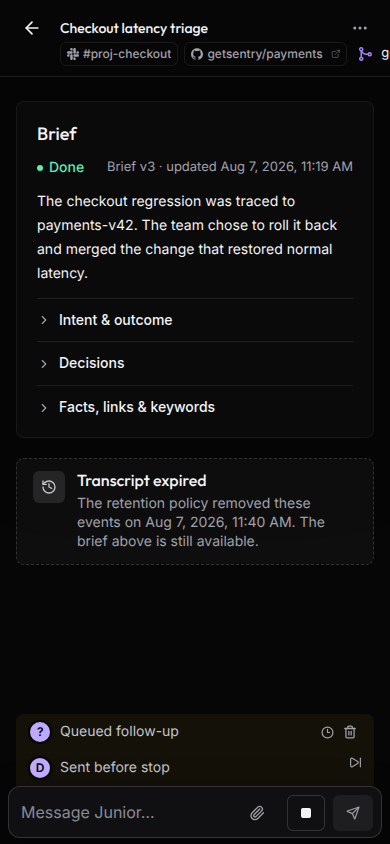 Checkout latency triage
#proj-checkout getsentry/payments g
Brief
Done Brief v3 · updated Aug 7, 2026, 11:19 AM
The checkout regression was traced to
payments-v42. The team chose to roll it back
and merged the change that restored normal
latency.
Intent & outcome
Decisions
Facts, links & keywords
Transcript expired
The retention policy removed these
events on Aug 7, 2026, 11:40 AM. The
brief above is still available.
? Queued follow-up
D Sent before stop
Message Junior...